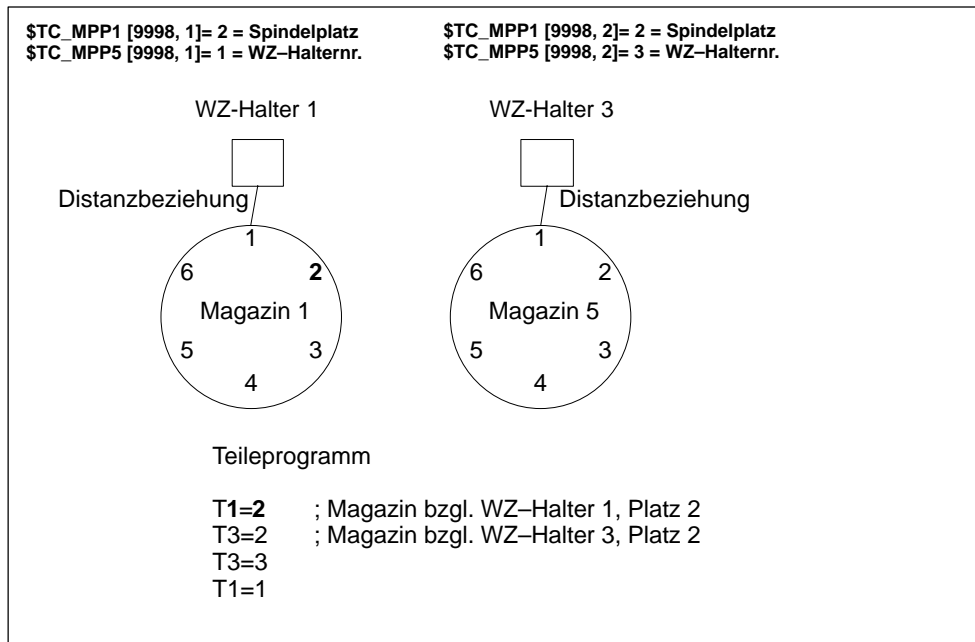 $TC_MPP1 [9998, 1]= 2 = Spindelplatz
$TC_MPP5 [9998, 1]= 1 = WZ–Halternr.
$TC_MPP1 [9998, 2]= 2 = Spindelplatz
$TC_MPP5 [9998, 2]= 3 = WZ–Halternr.
WZ-Halter 1
WZ-Halter 3
Distanzbeziehung
Distanzbeziehung
1
6
2
Magazin 1
5
3
4
1
6
2
Magazin 5
5
3
4
Teileprogramm
T1=2 ; Magazin bzgl. WZ–Halter 1, Platz 2
T3=2 ; Magazin bzgl. WZ–Halter 3, Platz 2
T3=3
T1=1